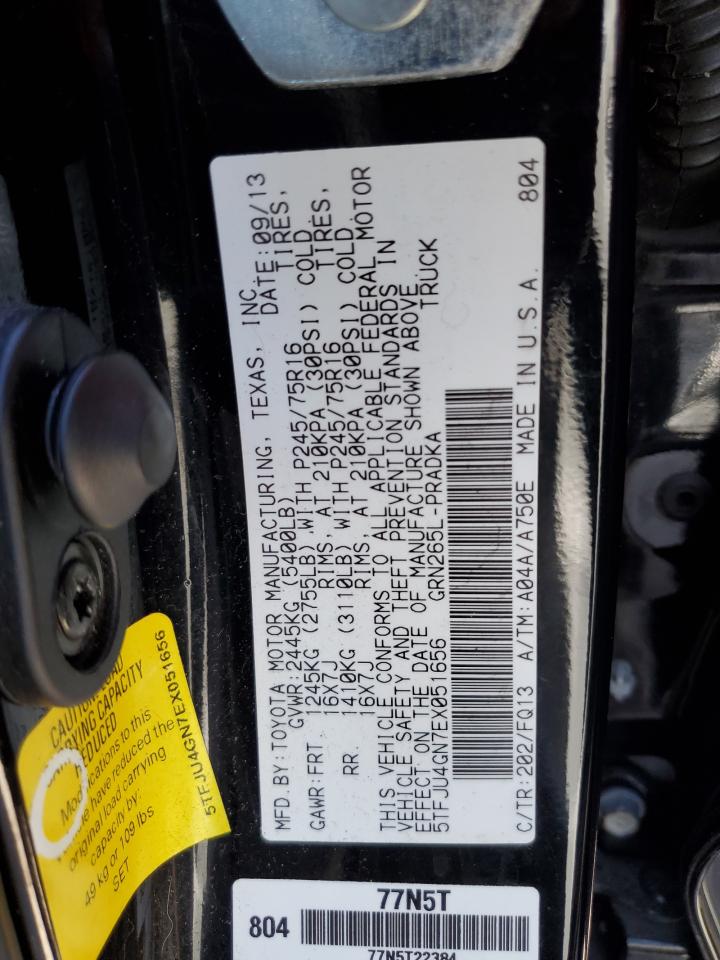 MFD. BY:TOYOTA MOTOR MANUFACTURING, TEXAS, INC.
GVWR:2445KG (5400LB) DATE:09/13
GAWR:FRT 1245KG (2755LB) WITH P245/75R16 TIRES,
16X7J RIMS, AT 210KPA (30PSI) COLD
RR. 1410KG (3110LB) WITH P245/75R16 TIRES,
16X7J RIMS AT 210KPA (30PSI) COLD
THIS VEHICLE CONFORMS TO ALL APPLICABLE FEDERAL MOTOR
VEHICLE SAFETY AND THEFT PREVENTION STANDARDS IN
EFFECT ON THE DATE OF MANUFACTURE SHOWN ABOVE.
5TFJU4GN7EX051656 GRN265L-PRADKA TRUCK
C/TR:202/FQ13 A/TM:A04A/A750E MADE IN U.S.A. 804
CAUTION LOAD
CARRYING CAPACITY
REDUCED
Modifications to this
have reduced the
original load carrying
capacity by:
49 kg or 109 lbs
SET
5TFJU4GN7EX051656
77N5T
804
77N5T22384